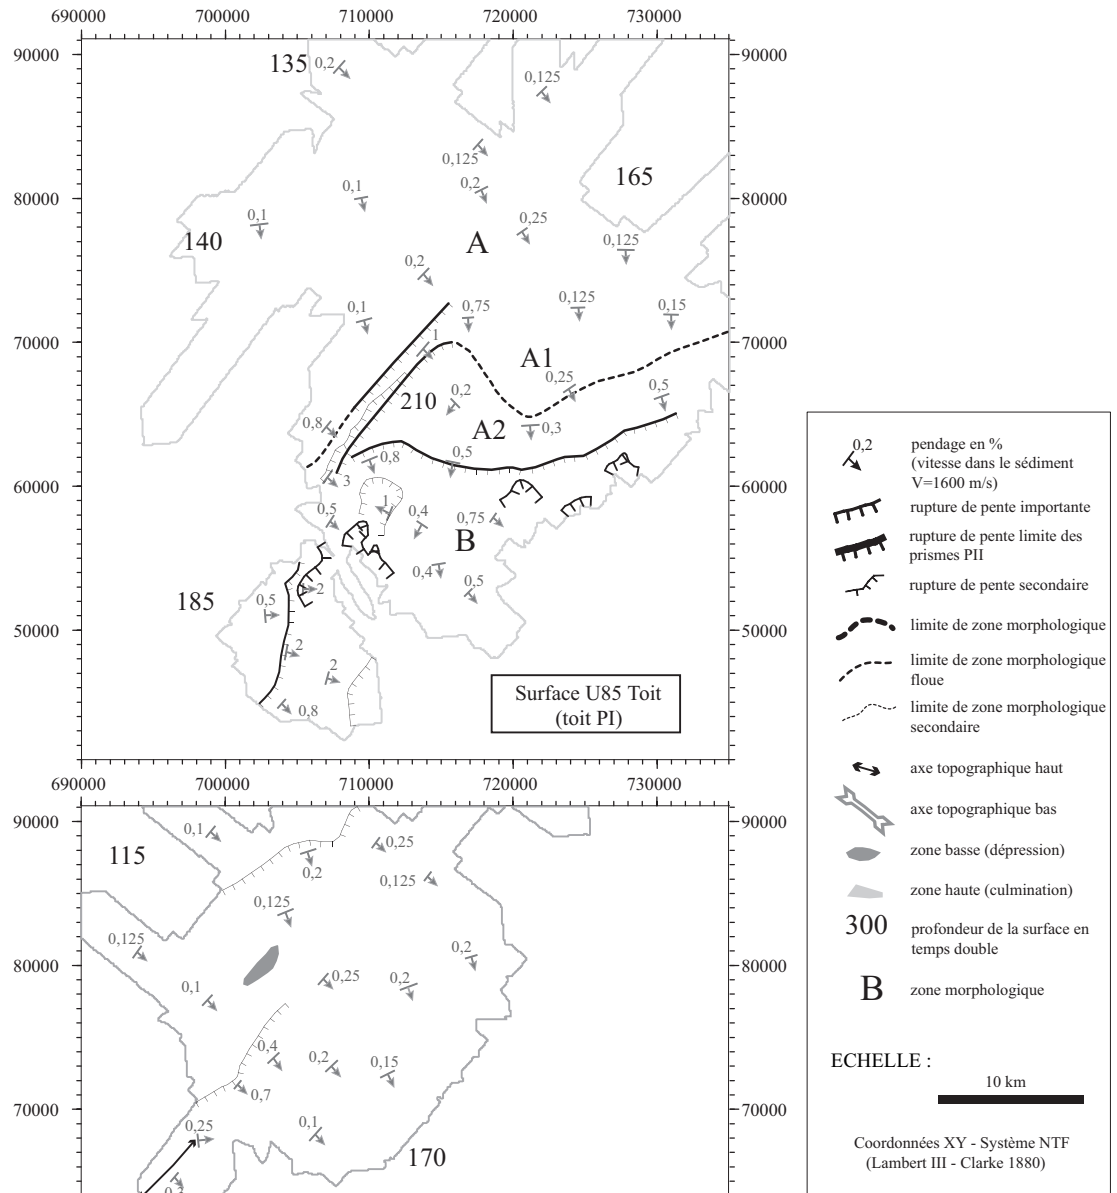 690000 700000 710000 720000 730000
90000 90000
135
0,2
0,125
0,125
165
80000 80000
0,1
0,2
0,1
0,25
140
A
0,125
0,2
0,1
0,75
0,125
0,15
70000 70000
1
A1
0,25
0,2
0,5
210
0,8
A2
0,3
0,8
0,5
60000 60000
3
0,5
1
0,4
0,75
B
0,4
0,5
2
185
0,5
50000 50000
2
2
0,8
Surface U85 Toit
(toit PI)
690000 700000 710000 720000 730000
90000 90000
0,1
0,25
115
0,2
0,125
0,125
0,125
0,2
80000 80000
0,25
0,2
0,1
0,4
0,2
0,15
0,7
70000 70000
0,25
0,1
170
0,2
pendage en %
(vitesse dans le sédiment
V=1600 m/s)
rupture de pente importante
rupture de pente limite des
prismes PII
rupture de pente secondaire
limite de zone morphologique
limite de zone morphologique
floue
limite de zone morphologique
secondaire
axe topographique haut
axe topographique bas
zone basse (dépression)
zone haute (culmination)
300
profondeur de la surface en
temps double
B
zone morphologique
ECHELLE :
10 km
Coordonnées XY - Système NTF
(Lambert III - Clarke 1880)